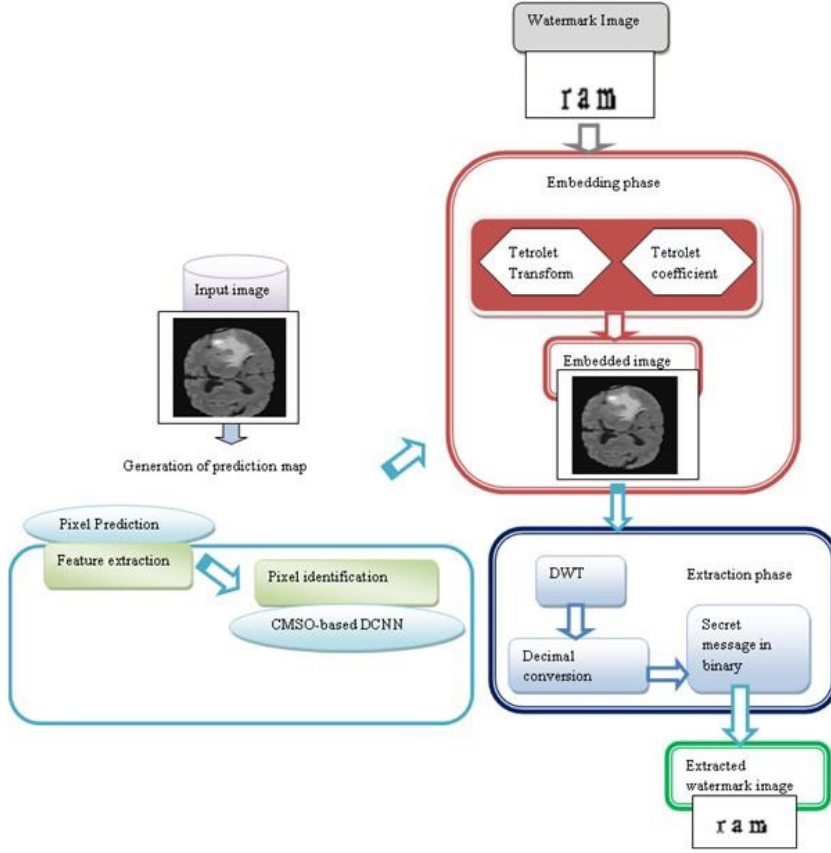 Watermark Image
ram
Embedding phase
Tetrolet
Transform
Tetrolet
coefficient
Input image
Embedded image
Generation of prediction map
Pixel Prediction
Feature extraction
Pixel identification
CMSO-based DCNN
DWT
Extraction phase
Decimal
conversion
Secret
message in
binary
Extracted
watermark image
ram